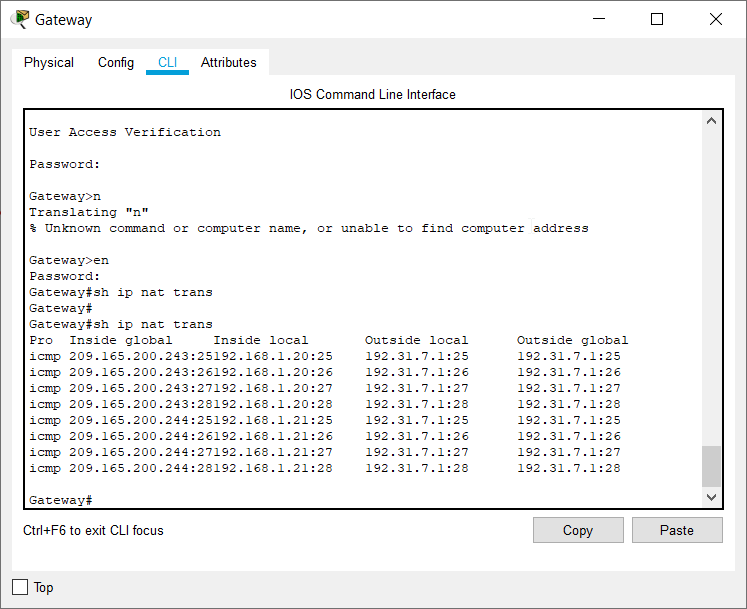 Gateway
Physical Config CLI Attributes
IOS Command Line Interface
User Access Verification
Password:
Gateway>n
Translating "n"
% Unknown command or computer name, or unable to find computer address
Gateway>en
Password:
Gateway#sh ip nat trans
Gateway#
Gateway#sh ip nat trans
Pro  Inside global     Inside local       Outside local      Outside global
icmp 209.165.200.243:25192.168.1.20:25    192.31.7.1:25      192.31.7.1:25
icmp 209.165.200.243:26192.168.1.20:26    192.31.7.1:26      192.31.7.1:26
icmp 209.165.200.243:27192.168.1.20:27    192.31.7.1:27      192.31.7.1:27
icmp 209.165.200.243:28192.168.1.20:28    192.31.7.1:28      192.31.7.1:28
icmp 209.165.200.244:25192.168.1.21:25    192.31.7.1:25      192.31.7.1:25
icmp 209.165.200.244:26192.168.1.21:26    192.31.7.1:26      192.31.7.1:26
icmp 209.165.200.244:27192.168.1.21:27    192.31.7.1:27      192.31.7.1:27
icmp 209.165.200.244:28192.168.1.21:28    192.31.7.1:28      192.31.7.1:28
Gateway#
Ctrl+F6 to exit CLI focus Copy Paste
Top